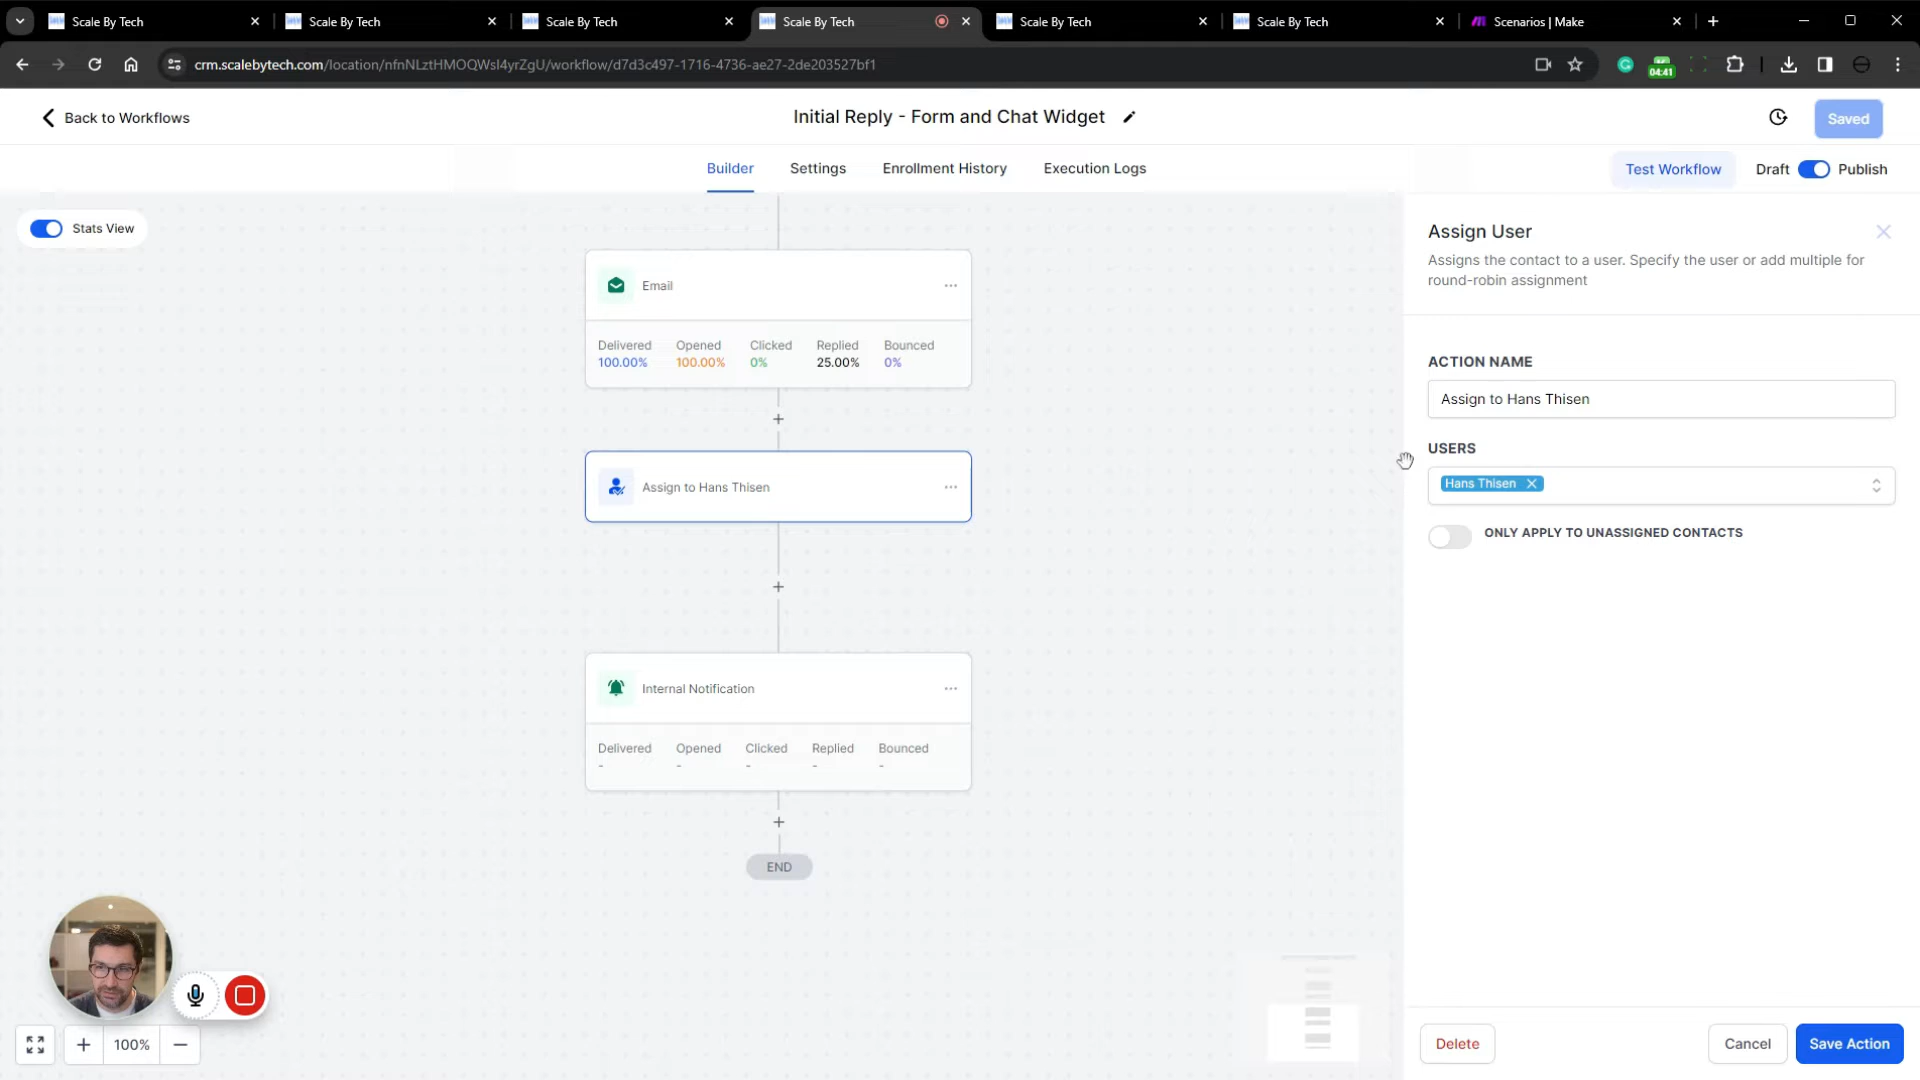 Scale By Tech
Scale By Tech
Scale By Tech
Scale By Tech
Scale By Tech
Scale By Tech
Scenarios | Make
crm.scalebytech.com/location/nfnNLztHMOQWsI4yrZgU/workflow/d7d3c497-1716-4736-ae27-2de203527bf1
04:41
Back to Workflows
Initial Reply - Form and Chat Widget
Saved
Builder
Settings
Enrollment History
Execution Logs
Test Workflow
Draft
Publish
Stats View
Email
Delivered Opened Clicked Replied Bounced
100.00% 100.00% 0% 25.00% 0%
Assign to Hans Thisen
Internal Notification
Delivered Opened Clicked Replied Bounced
- - - - -
END
100%
Assign User
Assigns the contact to a user. Specify the user or add multiple for
round-robin assignment
ACTION NAME
Assign to Hans Thisen
USERS
Hans Thisen
ONLY APPLY TO UNASSIGNED CONTACTS
Delete
Cancel
Save Action